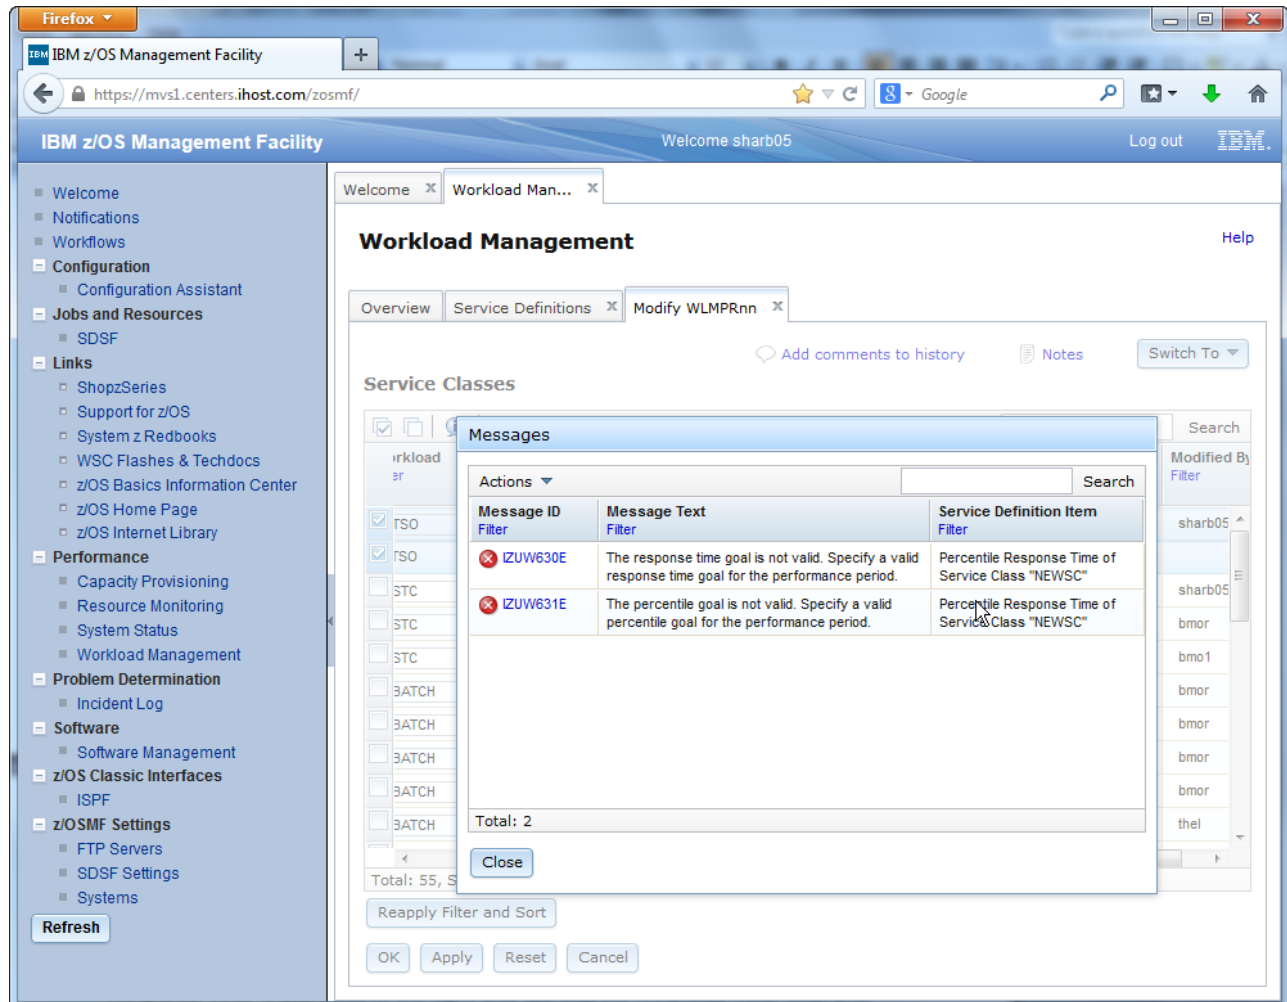 Firefox
IBM IBM z/OS Management Facility
https://mvs1.centers.ihost.com/zosmf/
Google
IBM z/OS Management Facility
Welcome sharb05
Log out
IBM.
Welcome
Notifications
Workflows
Configuration
Configuration Assistant
Jobs and Resources
SDSF
Links
ShopzSeries
Support for z/OS
System z Redbooks
WSC Flashes & Techdocs
z/OS Basics Information Center
z/OS Home Page
z/OS Internet Library
Performance
Capacity Provisioning
Resource Monitoring
System Status
Workload Management
Problem Determination
Incident Log
Software
Software Management
z/OS Classic Interfaces
ISPF
z/OSMF Settings
FTP Servers
SDSF Settings
Systems
Refresh
Welcome
Workload Man...
Workload Management
Help
Overview
Service Definitions
Modify WLMPRnn
Add comments to history
Notes
Switch To
Service Classes
Search
rkload
er
Modified By
Filter
TSO
sharb05
TSO
STC
sharb05
STC
bmor
STC
bmo1
BATCH
bmor
BATCH
bmor
BATCH
bmor
BATCH
bmor
BATCH
thel
Messages
Actions
Search
Message ID
Filter
Message Text
Filter
Service Definition Item
Filter
IZUW630E
The response time goal is not valid. Specify a valid
response time goal for the performance period.
Percentile Response Time of
Service Class "NEWSC"
IZUW631E
The percentile goal is not valid. Specify a valid
percentile goal for the performance period.
Percentile Response Time of
Service Class "NEWSC"
Total: 2
Close
Total: 55, S
Reapply Filter and Sort
OK
Apply
Reset
Cancel